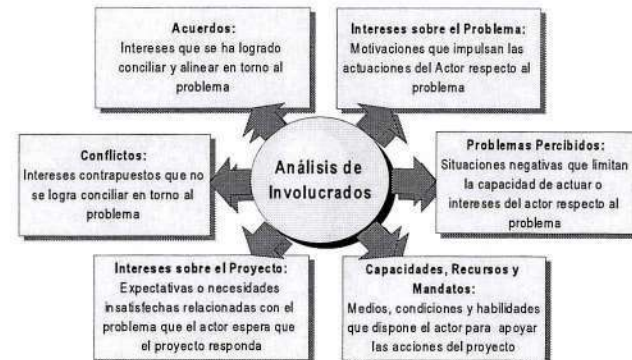 Acuerdos:
Intereses que se ha logrado
conciliar y alinear en torno al
problema
Intereses sobre el Problema:
Motivaciones que impulsan las
actuaciones del Actor respecto al
problema
Conflictos:
Intereses contrapuestos que no
se logra conciliar en torno al
problema
Análisis de
Involucrados
Problemas Percibidos:
Situaciones negativas que limitan
la capacidad de actuar o
intereses del actor respecto al
problema
Intereses sobre el Proyecto:
Expectativas o necesidades
insatisfechas relacionadas con el
problema que el actor espera que
el proyecto responda
Capacidades, Recursos y
Mandatos:
Medios, condiciones y habilidades
que dispone el actor para apoyar
las acciones del proyecto